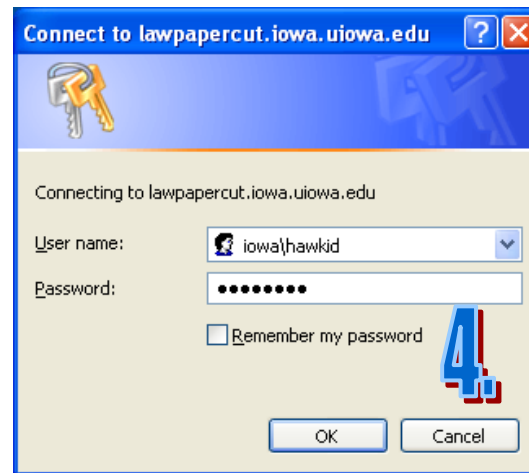 Connect to lawpapercut.iowa.uiowa.edu
Connecting to lawpapercut.iowa.uiowa.edu
User name: iowa\hawkid
Password: ●●●●●●●●
Remember my password
4.
OK Cancel